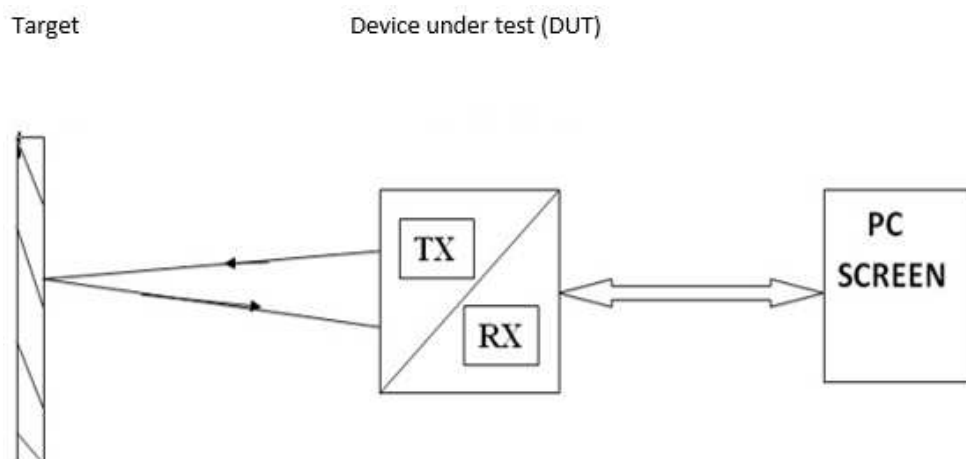 Target
Device under test (DUT)
TX
RX
PC
SCREEN